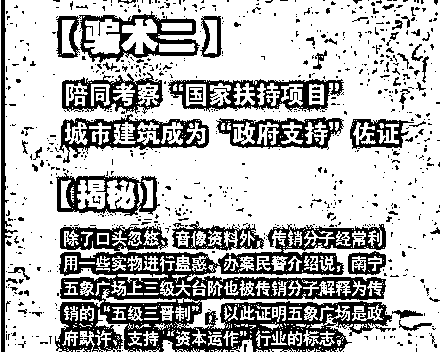 【骗术二】
陪同考察“国家扶持项目”
城市建筑成为“政府支持”佐证
【揭秘】
除了口头忽悠、音像资料外，传销分子经常利
用一些实物进行蛊惑。办案民警介绍说，南宁
五象广场上三级大台阶也被传销分子解释为传
销的“五级三晋制”，以此证明五象广场是政
府默许、支持“资本运作”行业的标志。